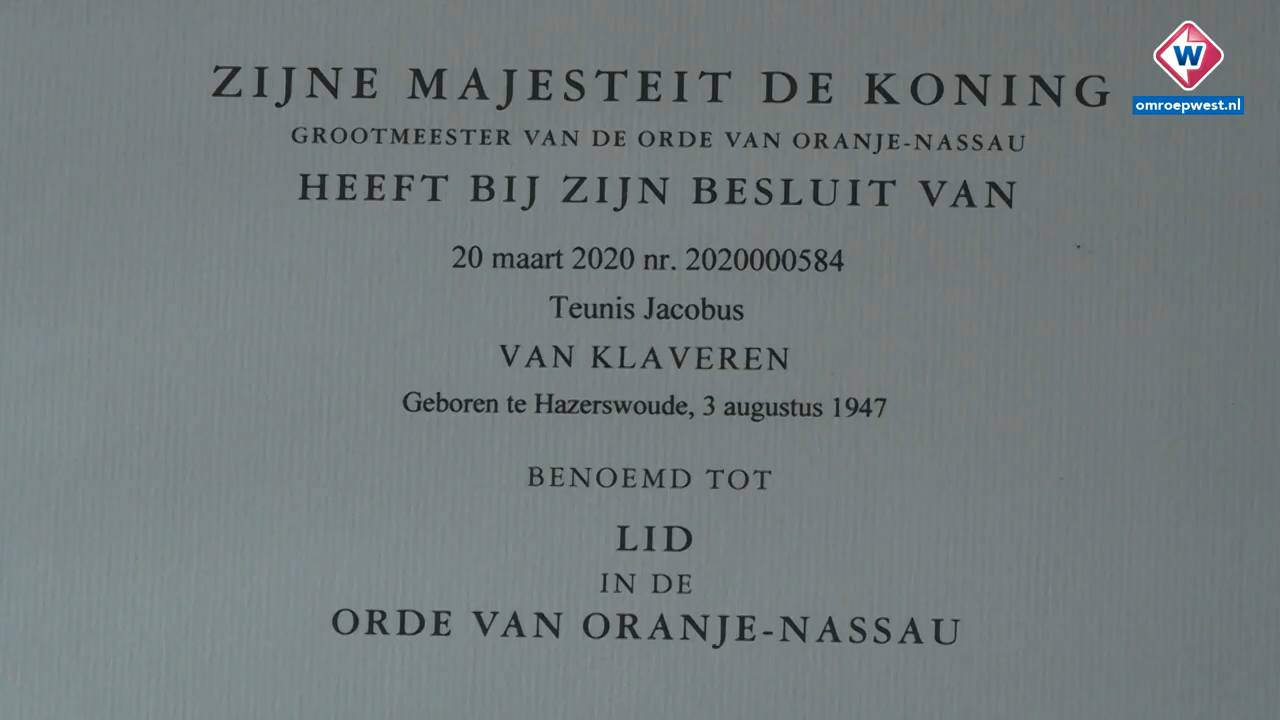 ZIJNE MAJESTEIT DE KONING
GROOTMEESTER VAN DE ORDE VAN ORANJE-NASSAU
HEEFT BIJ ZIJN BESLUIT VAN
20 maart 2020 nr. 2020000584
Teunis Jacobus
VAN KLAVEREN
Geboren te Hazerswoude, 3 augustus 1947
BENOEMD TOT
LID
IN DE
ORDE VAN ORANJE-NASSAU
W
omroepwest.nl